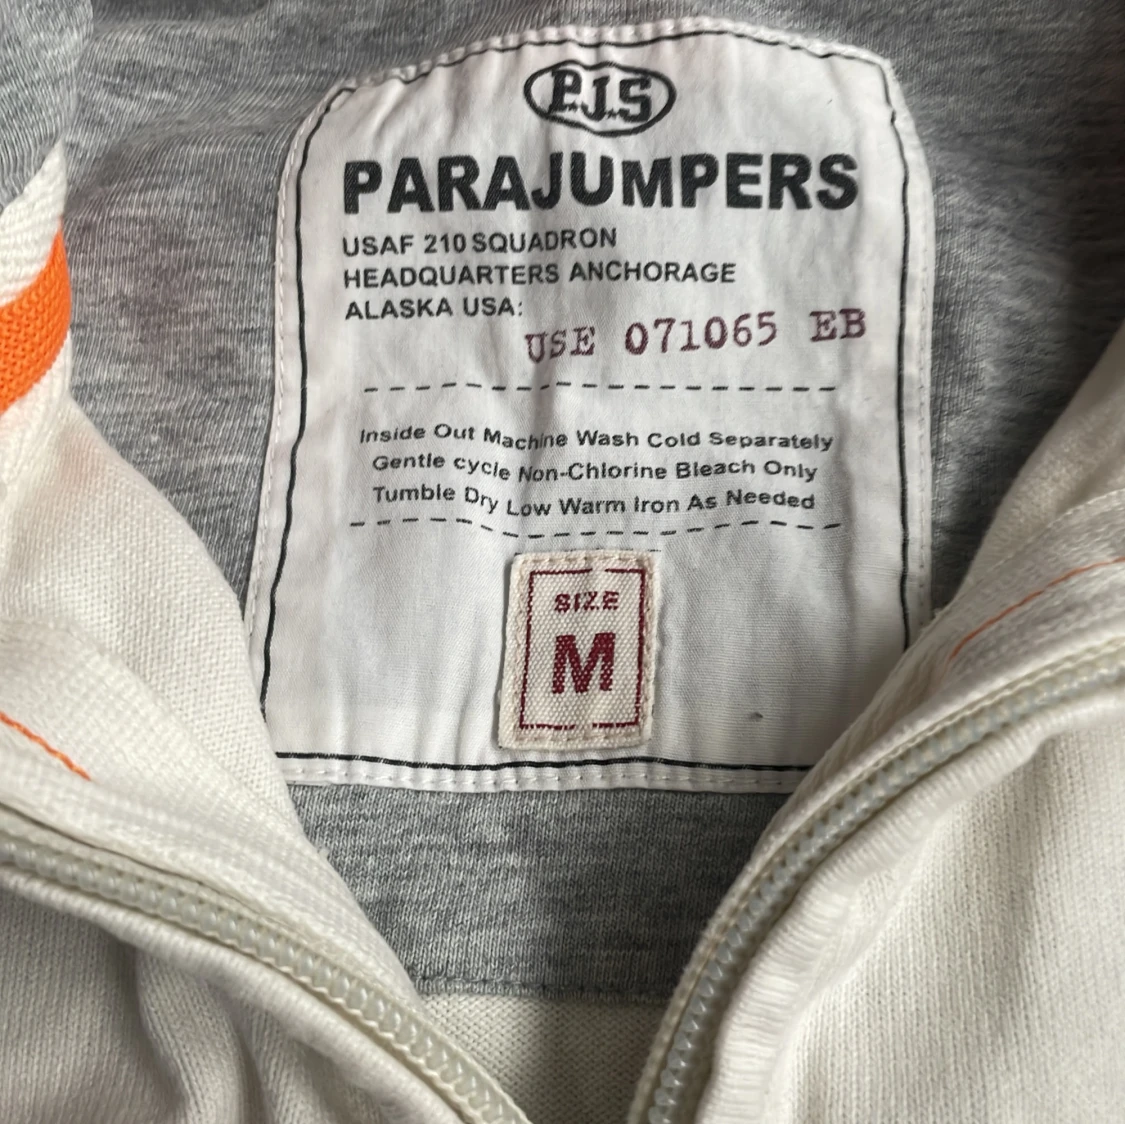 P.J.S
PARAJUMPERS
USAF 210 SQUADRON
HEADQUARTERS ANCHORAGE
ALASKA USA:
USE 071065 EB
Inside Out Machine Wash Cold Separately
Gentle cycle Non-Chlorine Bleach Only
Tumble Dry Low Warm Iron As Needed
SIZE
M